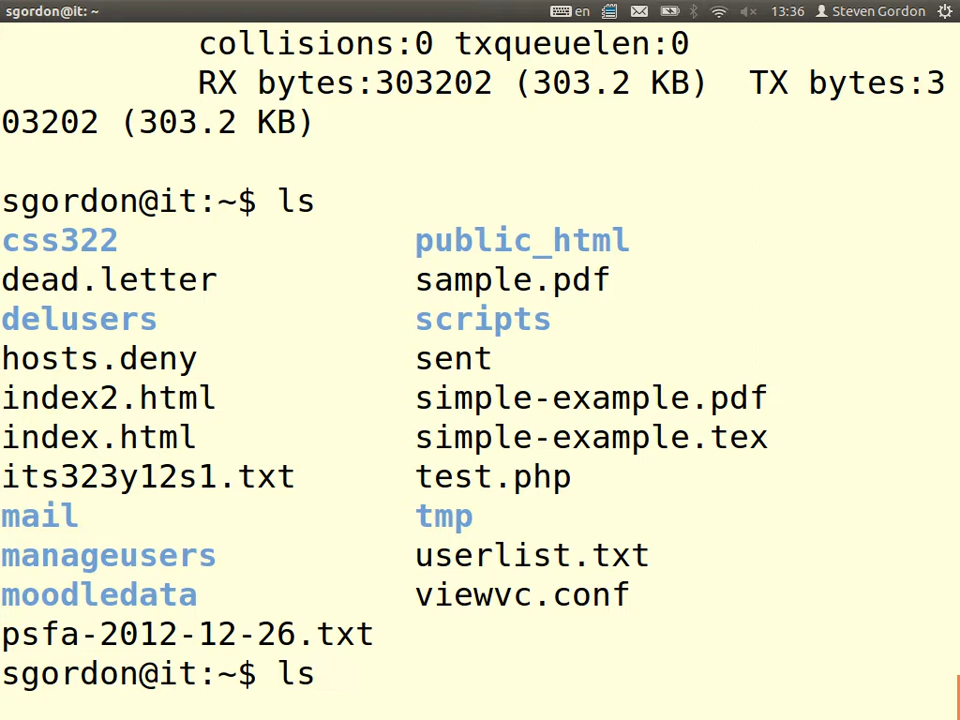 sgordon@it: ~ en 13:36 Steven Gordon
collisions:0 txqueuelen:0
RX bytes:303202 (303.2 KB)  TX bytes:3
03202 (303.2 KB)
sgordon@it:~$ ls
css322 public_html
dead.letter sample.pdf
delusers scripts
hosts.deny sent
index2.html simple-example.pdf
index.html simple-example.tex
its323y12s1.txt test.php
mail tmp
manageusers userlist.txt
moodledata viewvc.conf
psfa-2012-12-26.txt
sgordon@it:~$ ls